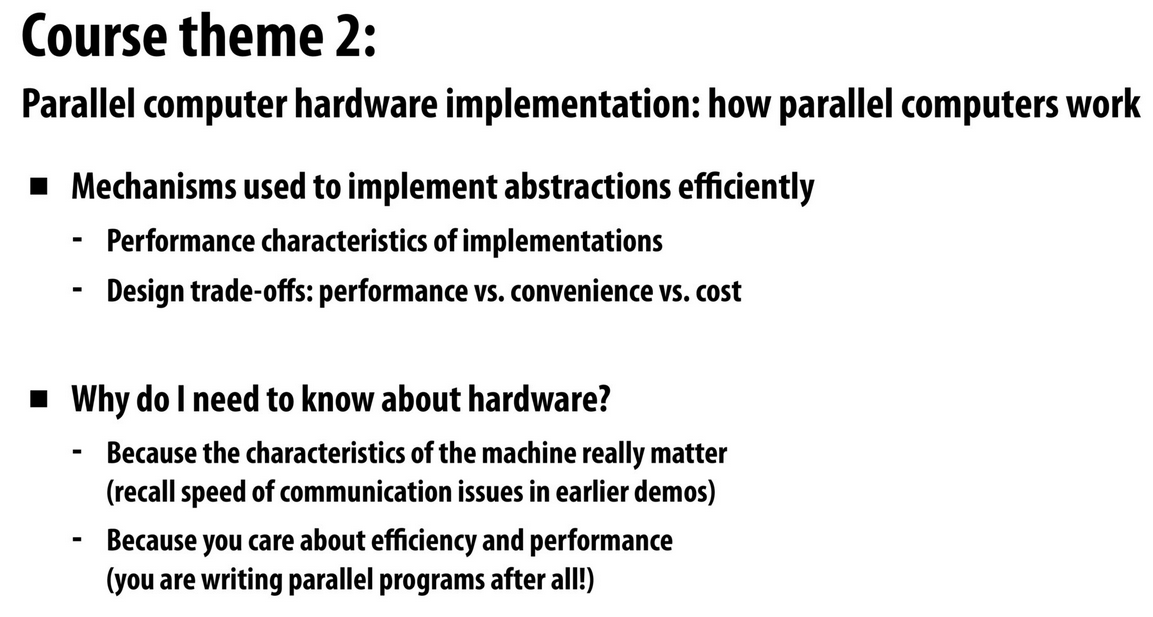 Course theme 2:
Parallel computer hardware implementation: how parallel computers work
■ Mechanisms used to implement abstractions efficiently
- Performance characteristics of implementations
- Design trade-offs: performance vs. convenience vs. cost
■ Why do I need to know about hardware?
- Because the characteristics of the machine really matter
(recall speed of communication issues in earlier demos)
- Because you care about efficiency and performance
(you are writing parallel programs after all!)